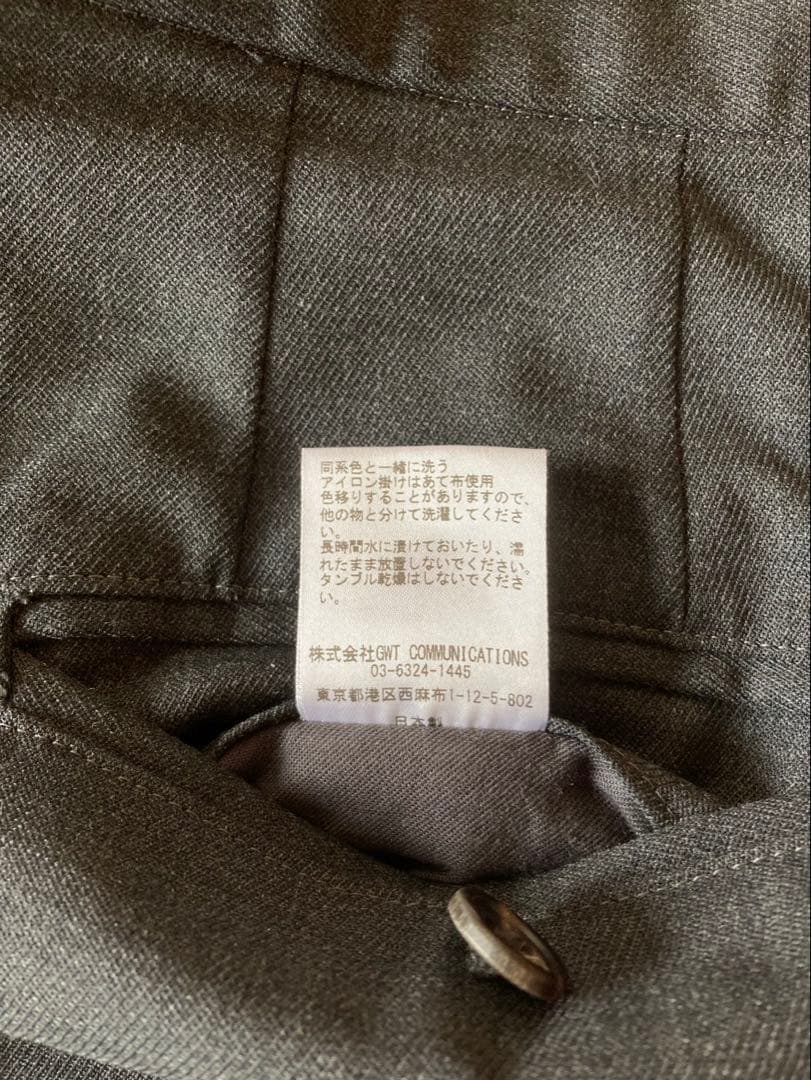 同系色と一緒に洗う
アイロン掛けはあて布使用
色移りすることがありますので、
他の物と分けて洗濯してくださ
い。
長時間水に漬けておいたり、濡
れたまま放置しないでください。
タンブル乾燥はしないでくださ
い。
株式会社GWT COMMUNICATIONS
03-6324-1445
東京都港区西麻布1-12-5-802
日本製